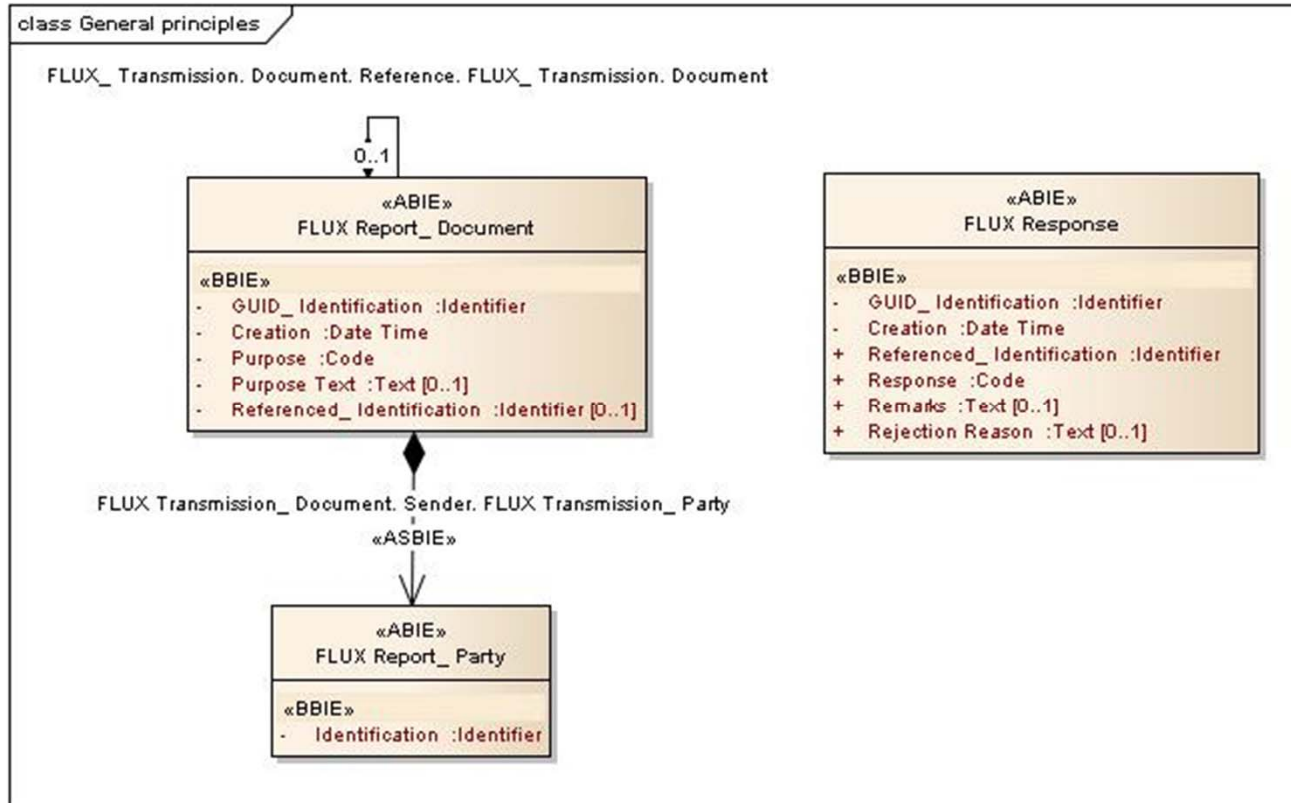 class General principles
FLUX_ Transmission. Document. Reference. FLUX_ Transmission. Document
0..1
«ABIE»
FLUX Report_ Document
«BBIE»
- GUID_ Identification :Identifier
- Creation :Date Time
- Purpose :Code
- Purpose Text :Text [0..1]
- Referenced_ Identification :Identifier [0..1]
«ABIE»
FLUX Response
«BBIE»
- GUID_ Identification :Identifier
- Creation :Date Time
+ Referenced_ Identification :Identifier
+ Response :Code
+ Remarks :Text [0..1]
+ Rejection Reason :Text [0..1]
FLUX Transmission_ Document. Sender. FLUX Transmission_ Party
«ASBIE»
«ABIE»
FLUX Report_ Party
«BBIE»
- Identification :Identifier